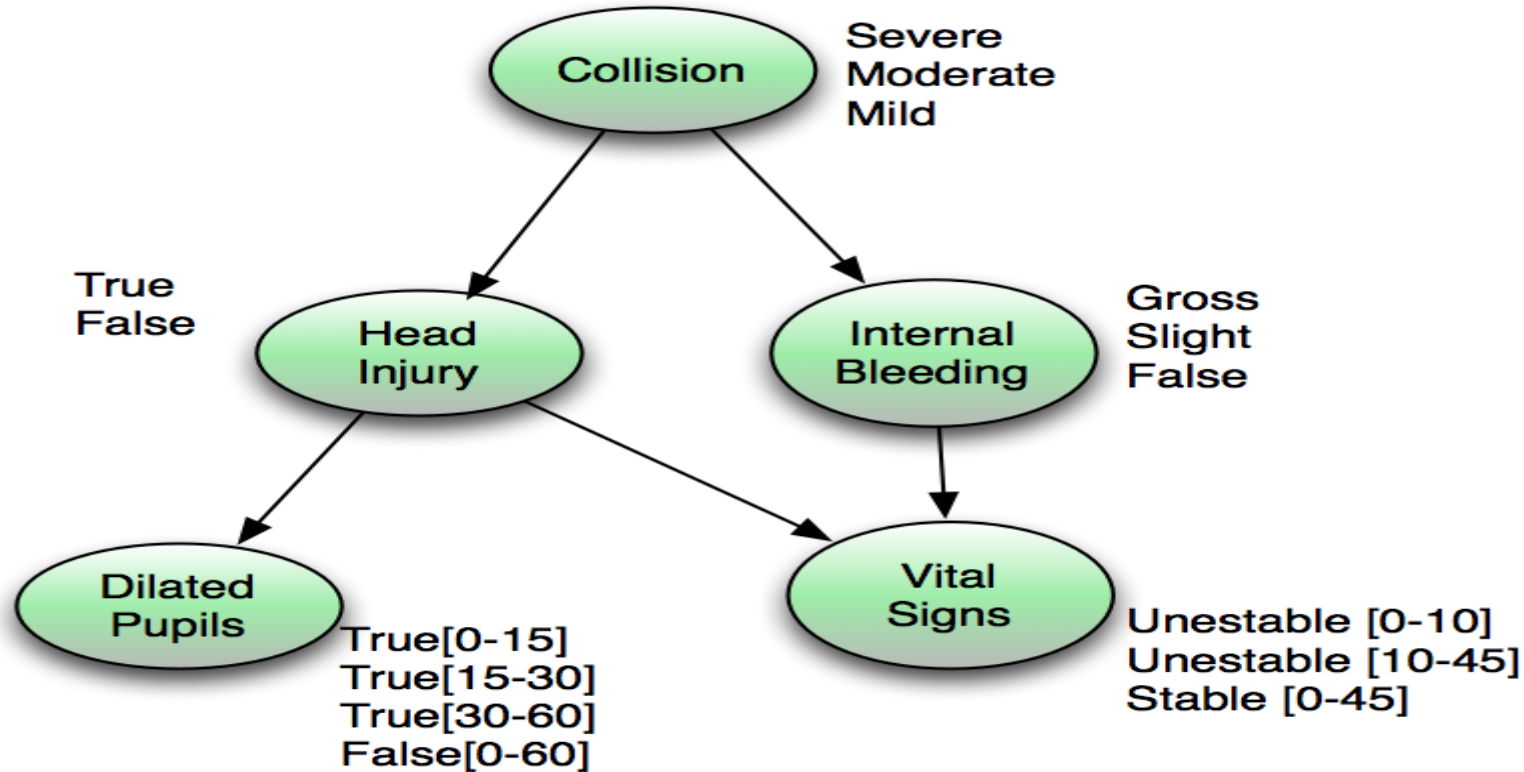 Collision
Severe
Moderate
Mild
True
False
Head
Injury
Internal
Bleeding
Gross
Slight
False
Dilated
Pupils
True[0-15]
True[15-30]
True[30-60]
False[0-60]
Vital
Signs
Unestable [0-10]
Unestable [10-45]
Stable [0-45]